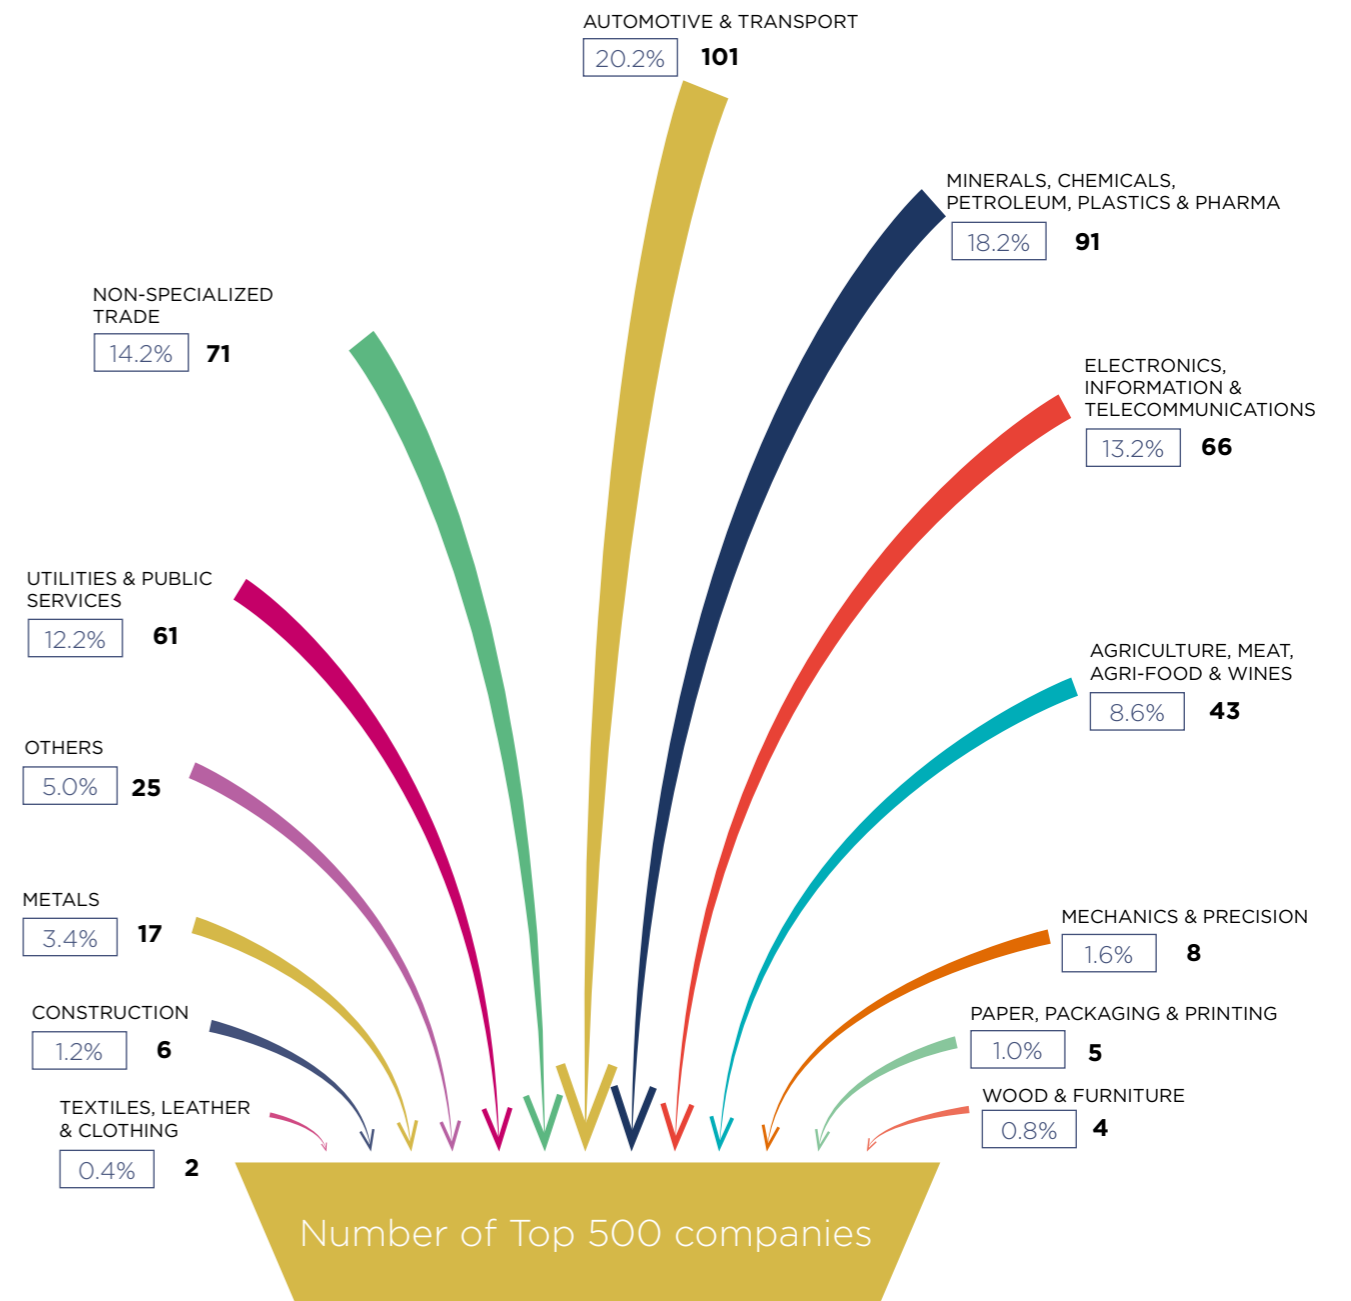 AUTOMOTIVE & TRANSPORT
20.2% 101
MINERALS, CHEMICALS,
PETROLEUM, PLASTICS & PHARMA
18.2% 91
NON-SPECIALIZED
TRADE
14.2% 71
ELECTRONICS,
INFORMATION &
TELECOMMUNICATIONS
13.2% 66
UTILITIES & PUBLIC
SERVICES
12.2% 61
AGRICULTURE, MEAT,
AGRI-FOOD & WINES
8.6% 43
OTHERS
5.0% 25
METALS
3.4% 17
MECHANICS & PRECISION
1.6% 8
CONSTRUCTION
1.2% 6
PAPER, PACKAGING & PRINTING
1.0% 5
WOOD & FURNITURE
0.8% 4
TEXTILES, LEATHER
& CLOTHING
0.4% 2
Number of Top 500 companies